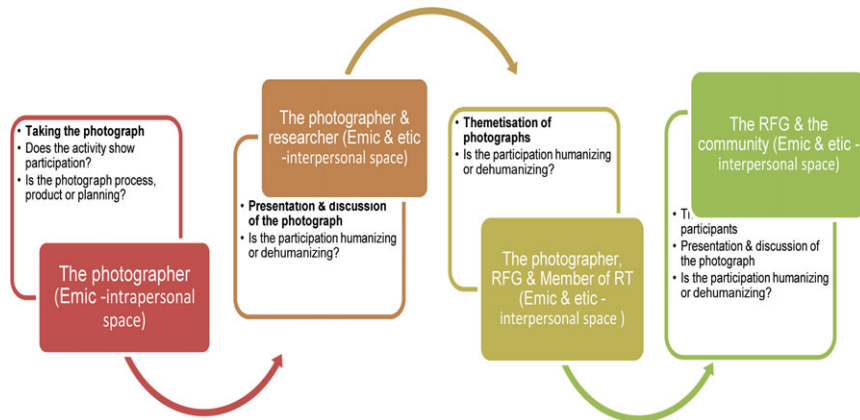 • Taking the photograph
• Does the activity show
participation?
• Is the photograph process,
product or planning?
The photographer
(Emic -intrapersonal
space)
The photographer &
researcher (Emic & etic
-interpersonal space)
• Presentation & discussion
of the photograph
• Is the participation humanizing
or dehumanizing?
• Themetisation of
photographs
• Is the participation humanizing
or dehumanizing?
The photographer,
RFG & Member of RT
(Emic & etic -
interpersonal space )
The RFG & the
community (Emic & etic -
interpersonal space)
participants
• Presentation & discussion of
the photograph
• Is the participation humanizing
or dehumanizing?